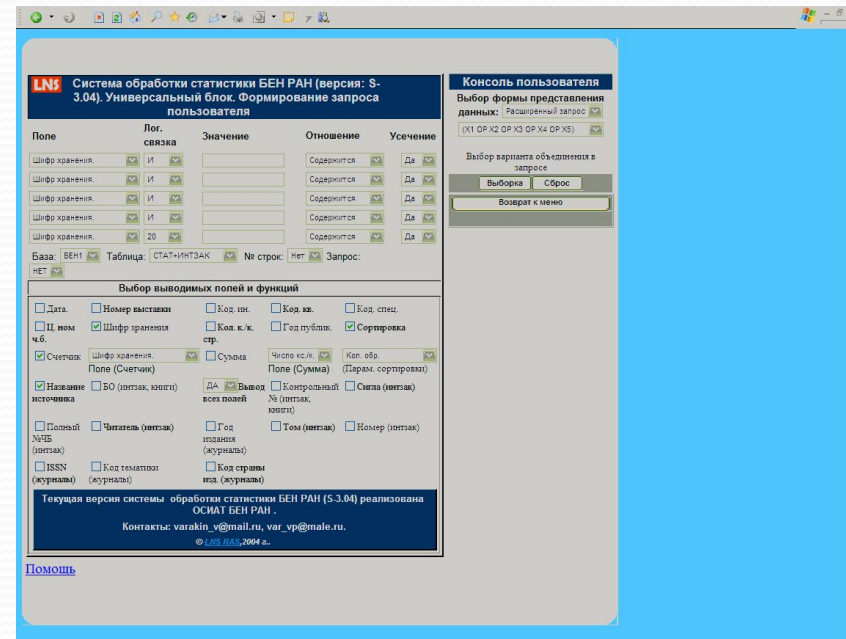 LNS Система обработки статистики БЕН РАН (версия: S-
3.04). Универсальный блок. Формирование запроса
пользователя
Поле Лог. связка Значение Отношение Усечение
Шифр хранения. И Содержится Да
Шифр хранения. И Содержится Да
Шифр хранения. И Содержится Да
Шифр хранения. И Содержится Да
Шифр хранения. 20 Содержится Да
База: БЕН1 Таблица: СТАТ+ИНТЗАК № строк: Нет Запрос:
НЕТ
Выбор выводимых полей и функций
Дата. Номер выставки Код. ин. Код. кв. Код. спец.
Ц. ном ч.б. Шифр хранения Кол. к./к. стр. Год публик. Сортировка
Счетчик Шифр хранения. Сумма Число кс./к. Кол. обр.
Поле (Счетчик) Поле (Сумма) (Парам. сортировки)
Название источника БО (интзак, книги) ДА Вывод всех полей Контрольный № (интзак, книги) Сигла (интзак)
Полный №ЧБ (интзак) Читатель (интзак) Год издания (журналы) Том (интзак) Номер (интзак)
ISSN (журналы) Код тематики (журналы) Код страны изд. (журналы)
Текущая версия системы обработки статистики БЕН РАН (S-3.04) реализована
ОСИАТ БЕН РАН .
Контакты: varakin_v@mail.ru, var_vp@male.ru.
© LNS RAS,2004 г..
Помощь
Консоль пользователя
Выбор формы представления
данных: Расширенный запрос
(X1 OP X2 OP X3 OP X4 OP X5)
Выбор варианта объединения в
запросе
Выборка Сброс
Возврат к меню